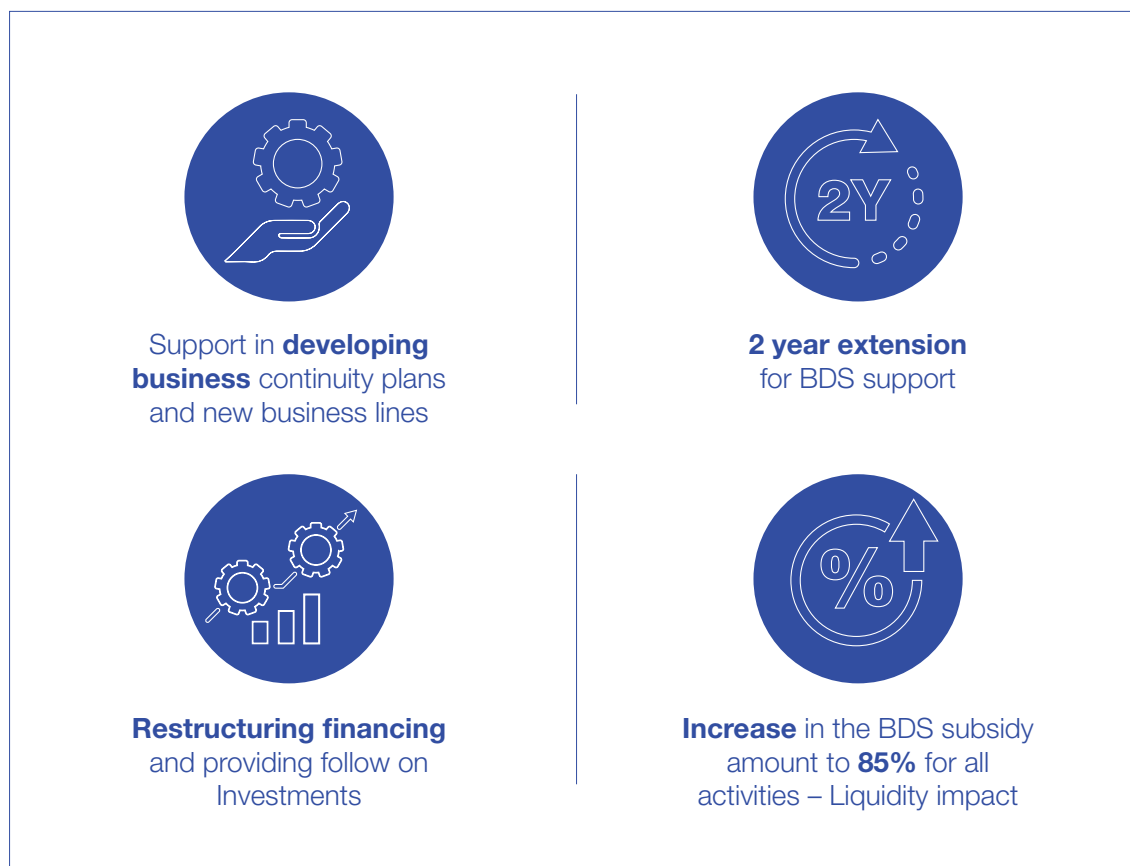 2Y
Support in developing
business continuity plans
and new business lines
2 year extension
for BDS support
%
Restructuring financing
and providing follow on
Investments
Increase in the BDS subsidy
amount to 85% for all
activities – Liquidity impact